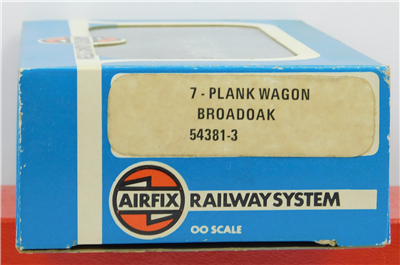 7 - PLANK WAGON
BROADOAK
54381-3
AIRFIX RAILWAY SYSTEM
OO SCALE